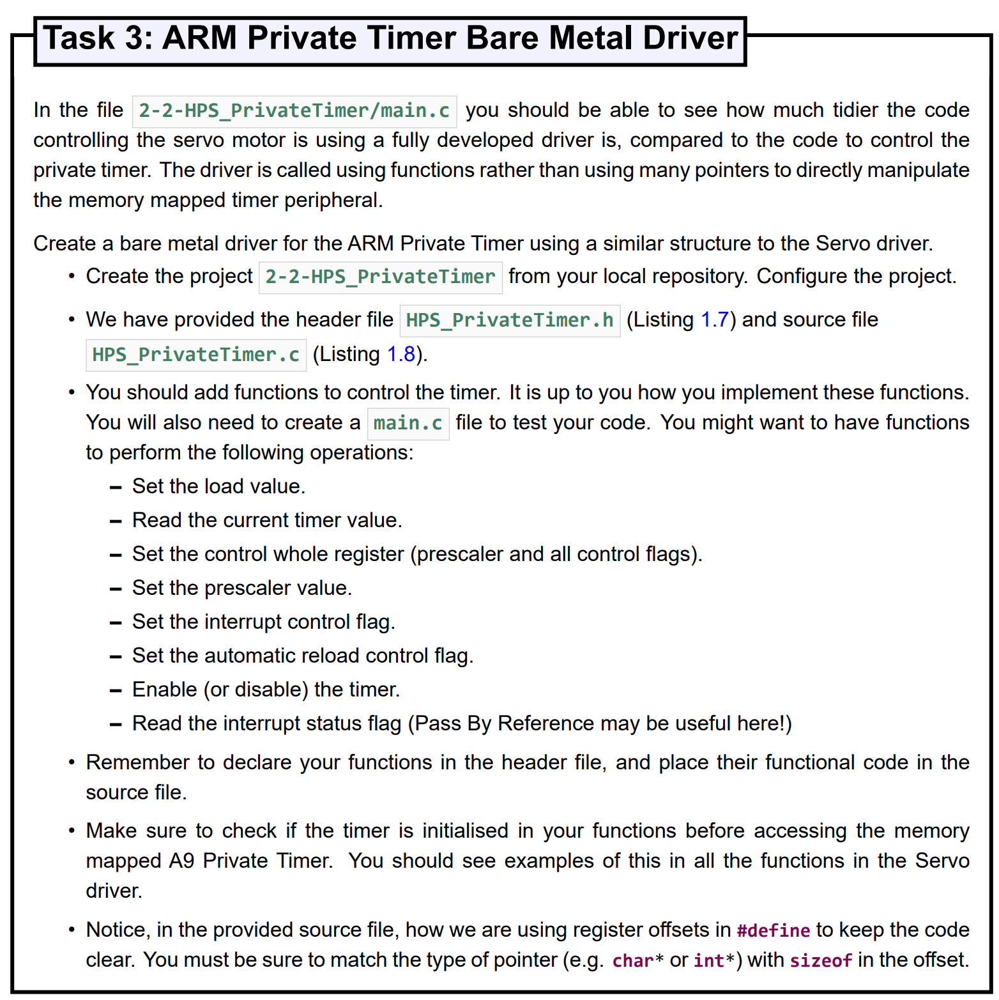 Task 3: ARM Private Timer Bare Metal Driver
In the file 2-2-HPS_PrivateTimer/main.c you should be able to see how much tidier the code
controlling the servo motor is using a fully developed driver is, compared to the code to control the
private timer. The driver is called using functions rather than using many pointers to directly manipulate
the memory mapped timer peripheral.
Create a bare metal driver for the ARM Private Timer using a similar structure to the Servo driver.
• Create the project 2-2-HPS_PrivateTimer from your local repository. Configure the project.
• We have provided the header file HPS_PrivateTimer.h (Listing 1.7) and source file
HPS_PrivateTimer.c (Listing 1.8).
• You should add functions to control the timer. It is up to you how you implement these functions.
You will also need to create a main.c file to test your code. You might want to have functions
to perform the following operations:
– Set the load value.
– Read the current timer value.
– Set the control whole register (prescaler and all control flags).
– Set the prescaler value.
– Set the interrupt control flag.
– Set the automatic reload control flag.
– Enable (or disable) the timer.
– Read the interrupt status flag (Pass By Reference may be useful here!)
• Remember to declare your functions in the header file, and place their functional code in the
source file.
• Make sure to check if the timer is initialised in your functions before accessing the memory
mapped A9 Private Timer. You should see examples of this in all the functions in the Servo
driver.
• Notice, in the provided source file, how we are using register offsets in #define to keep the code
clear. You must be sure to match the type of pointer (e.g. char* or int*) with sizeof in the offset.